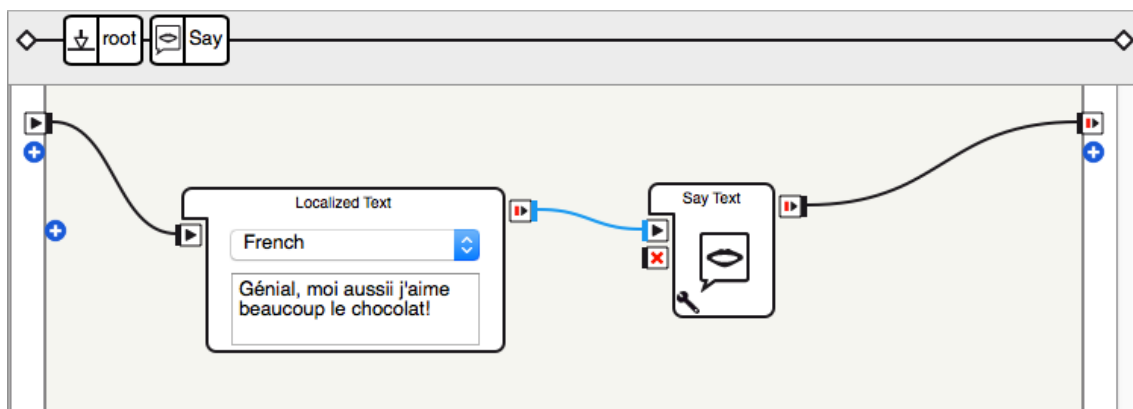 root
Say
Localized Text
Say Text
French
Génial, moi aussii j'aime
beaucoup le chocolat!